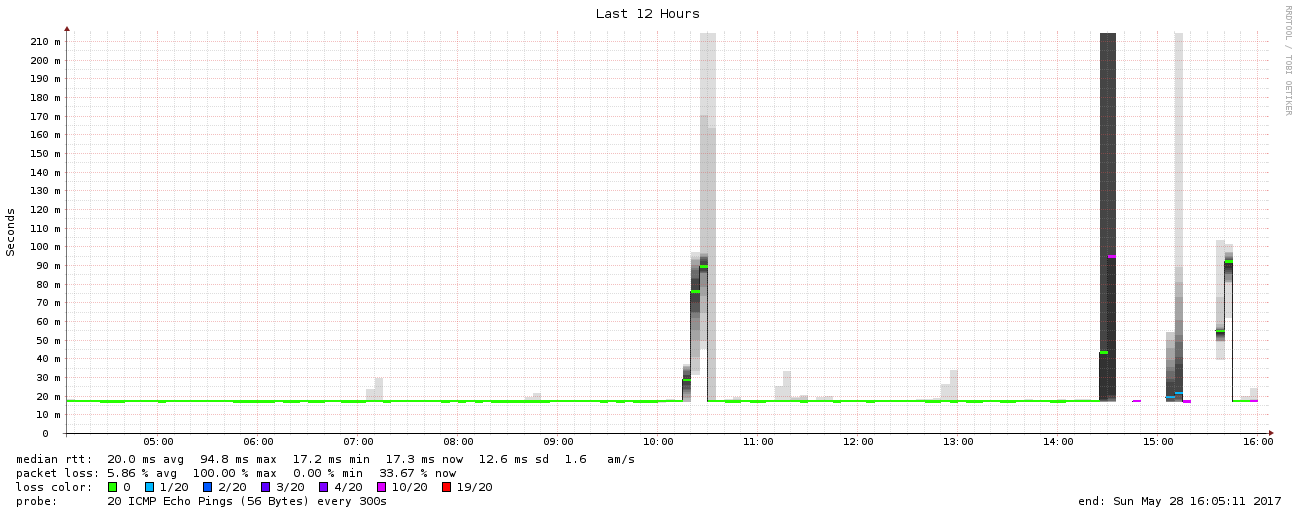 Last 12 Hours
RRDTOOL / TOBI OETIKER
Seconds
210 m
200 m
190 m
180 m
170 m
160 m
150 m
140 m
130 m
120 m
110 m
100 m
90 m
80 m
70 m
60 m
50 m
40 m
30 m
20 m
10 m
0
05:00 06:00 07:00 08:00 09:00 10:00 11:00 12:00 13:00 14:00 15:00 16:00
median rtt: 20.0 ms avg 94.8 ms max 17.2 ms min 17.3 ms now 12.6 ms sd 1.6 am/s
packet loss: 5.86 % avg 100.00 % max 0.00 % min 33.67 % now
loss color: 0 1/20 2/20 3/20 4/20 10/20 19/20
probe: 20 ICMP Echo Pings (56 Bytes) every 300s end: Sun May 28 16:05:11 2017